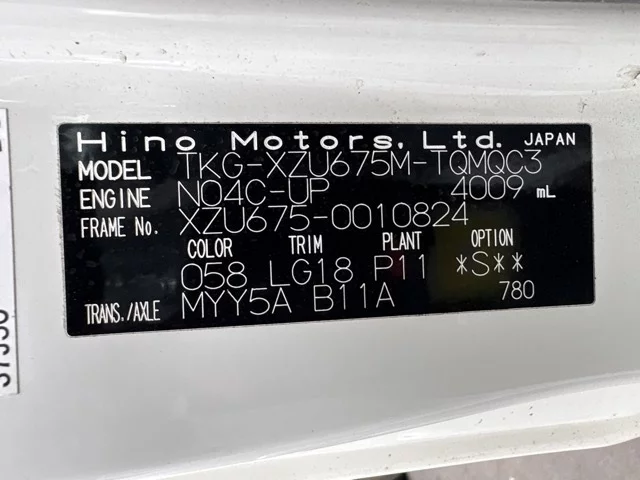 Hino Motors, Ltd. JAPAN
MODEL TKG-XZU675M-TQMQC3
ENGINE N04C-UP 4009 mL
FRAME No. XZU675-0010824
COLOR TRIM PLANT OPTION
058 LG18 P11 *S**
TRANS./AXLE MYY5A B11A 780